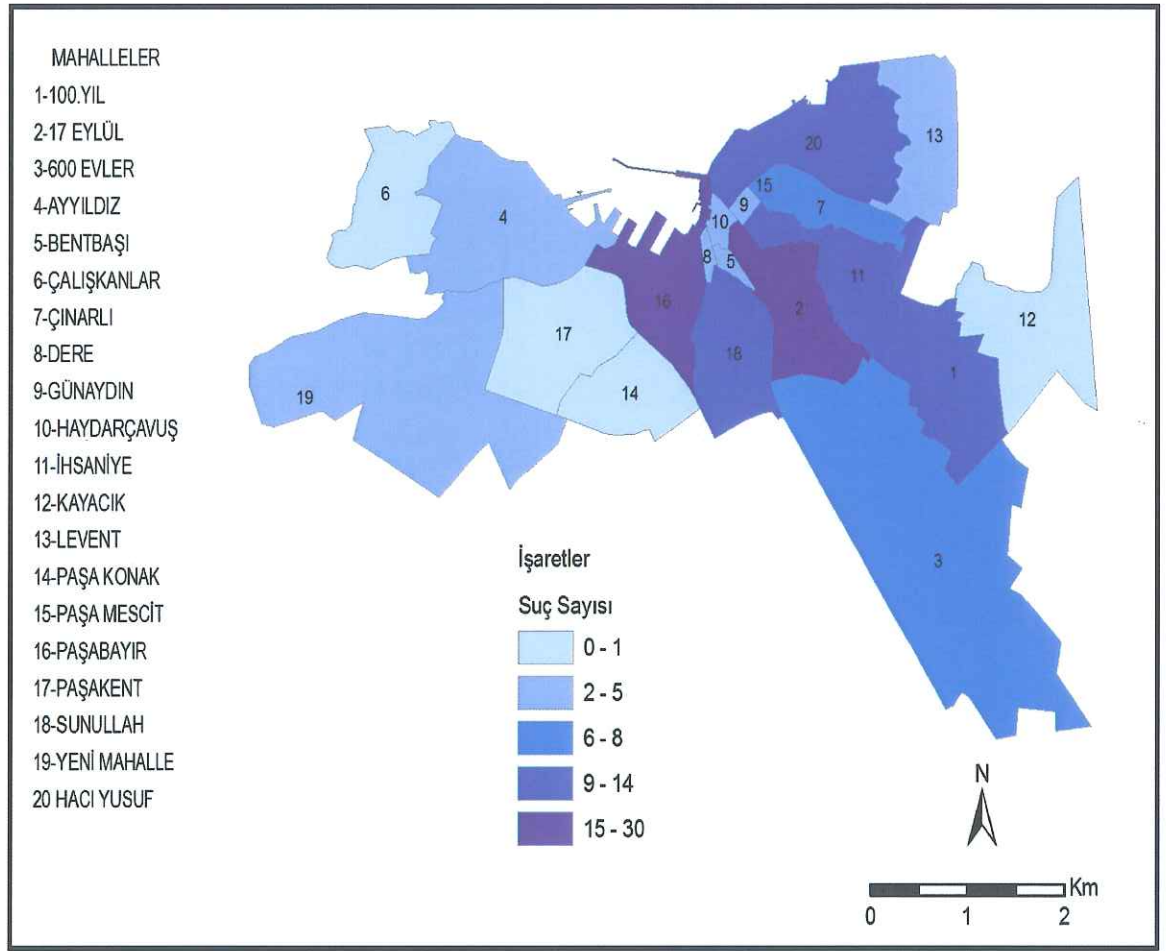 MAHALLELER
1-100.YIL
2-17 EYLÜL
3-600 EVLER
4-AYYILDIZ
5-BENTBAŞI
6-ÇALIŞKANLAR
7-ÇINARLI
8-DERE
9-GÜNAYDIN
10-HAYDARÇAVUŞ
11-İHSANİYE
12-KAYACIK
13-LEVENT
14-PAŞA KONAK
15-PAŞA MESCİT
16-PAŞABAYIR
17-PAŞAKENT
18-SUNULLAH
19-YENİ MAHALLE
20 HACI YUSUF
13
20
15
6
9
7
4
10
8
5
11
16
2
12
17
18
1
14
19
3
İşaretler
Suç Sayısı
0 - 1
2 - 5
6 - 8
9 - 14
15 - 30
N
Km
0 1 2